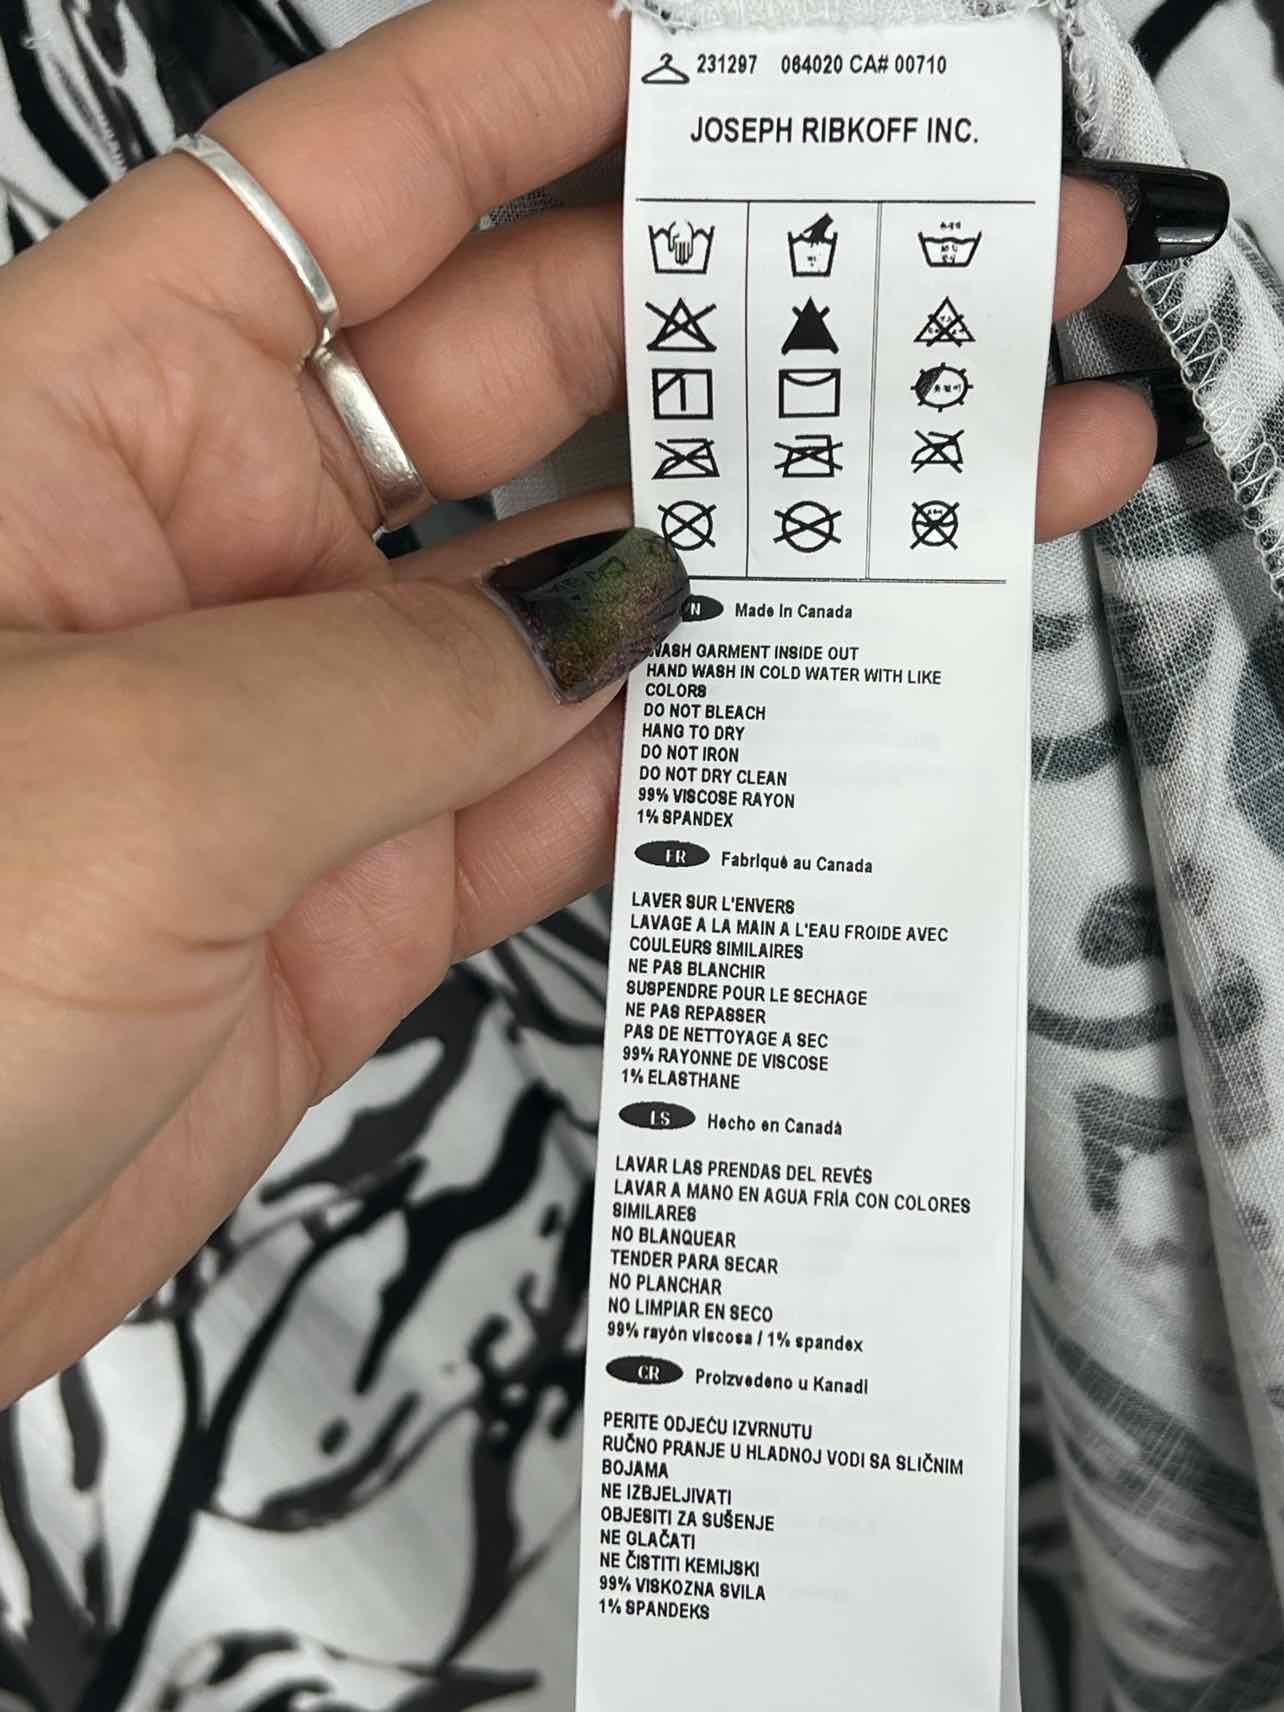 231297 064020 CA# 00710
JOSEPH RIBKOFF INC.
N Made In Canada
WASH GARMENT INSIDE OUT
HAND WASH IN COLD WATER WITH LIKE
COLORS
DO NOT BLEACH
HANG TO DRY
DO NOT IRON
DO NOT DRY CLEAN
99% VISCOSE RAYON
1% SPANDEX
FR Fabriqué au Canada
LAVER SUR L'ENVERS
LAVAGE A LA MAIN A L'EAU FROIDE AVEC
COULEURS SIMILAIRES
NE PAS BLANCHIR
SUSPENDRE POUR LE SECHAGE
NE PAS REPASSER
PAS DE NETTOYAGE A SEC
99% RAYONNE DE VISCOSE
1% ELASTHANE
LS Hecho en Canadá
LAVAR LAS PRENDAS DEL REVÉS
LAVAR A MANO EN AGUA FRÍA CON COLORES
SIMILARES
NO BLANQUEAR
TENDER PARA SECAR
NO PLANCHAR
NO LIMPIAR EN SECO
99% rayón viscosa / 1% spandex
CR Proizvedeno u Kanadi
PERITE ODJEĆU IZVRNUTU
RUČNO PRANJE U HLADNOJ VODI SA SLIČNIM
BOJAMA
NE IZBJELJIVATI
OBJESITI ZA SUŠENJE
NE GLAČATI
NE ČISTITI KEMIJSKI
99% VISKOZNA SVILA
1% SPANDEKS